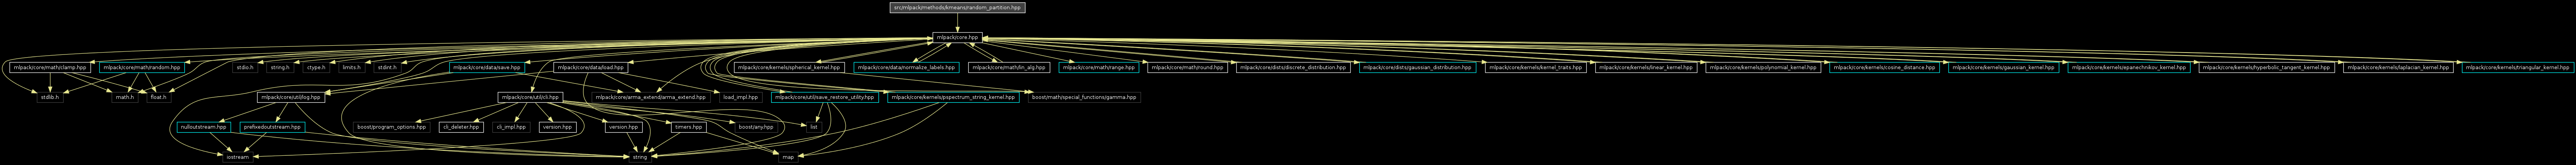 src/mlpack/methods/kmeans/random_partition.hpp
mlpack/core.hpp
mlpack/core/math/clamp.hpp
mlpack/core/math/random.hpp
stdio.h
string.h
ctype.h
limits.h
stdint.h
mlpack/core/data/save.hpp
mlpack/core/data/load.hpp
mlpack/core/kernels/spherical_kernel.hpp
mlpack/core/data/normalize_labels.hpp
mlpack/core/math/lin_alg.hpp
mlpack/core/math/range.hpp
mlpack/core/math/round.hpp
mlpack/core/dists/discrete_distribution.hpp
mlpack/core/dists/gaussian_distribution.hpp
mlpack/core/kernels/kernel_traits.hpp
mlpack/core/kernels/linear_kernel.hpp
mlpack/core/kernels/polynomial_kernel.hpp
mlpack/core/kernels/cosine_distance.hpp
mlpack/core/kernels/gaussian_kernel.hpp
mlpack/core/kernels/epanechnikov_kernel.hpp
mlpack/core/kernels/hyperbolic_tangent_kernel.hpp
mlpack/core/kernels/laplacian_kernel.hpp
mlpack/core/kernels/triangular_kernel.hpp
stdlib.h
math.h
float.h
mlpack/core/util/log.hpp
mlpack/core/util/cli.hpp
mlpack/core/arma_extend/arma_extend.hpp
load_impl.hpp
mlpack/core/util/save_restore_utility.hpp
mlpack/core/kernels/pspectrum_string_kernel.hpp
boost/math/special_functions/gamma.hpp
nulloutstream.hpp
prefixedoutstream.hpp
boost/program_options.hpp
cli_deleter.hpp
cli_impl.hpp
version.hpp
version.hpp
timers.hpp
boost/any.hpp
list
iostream
string
map